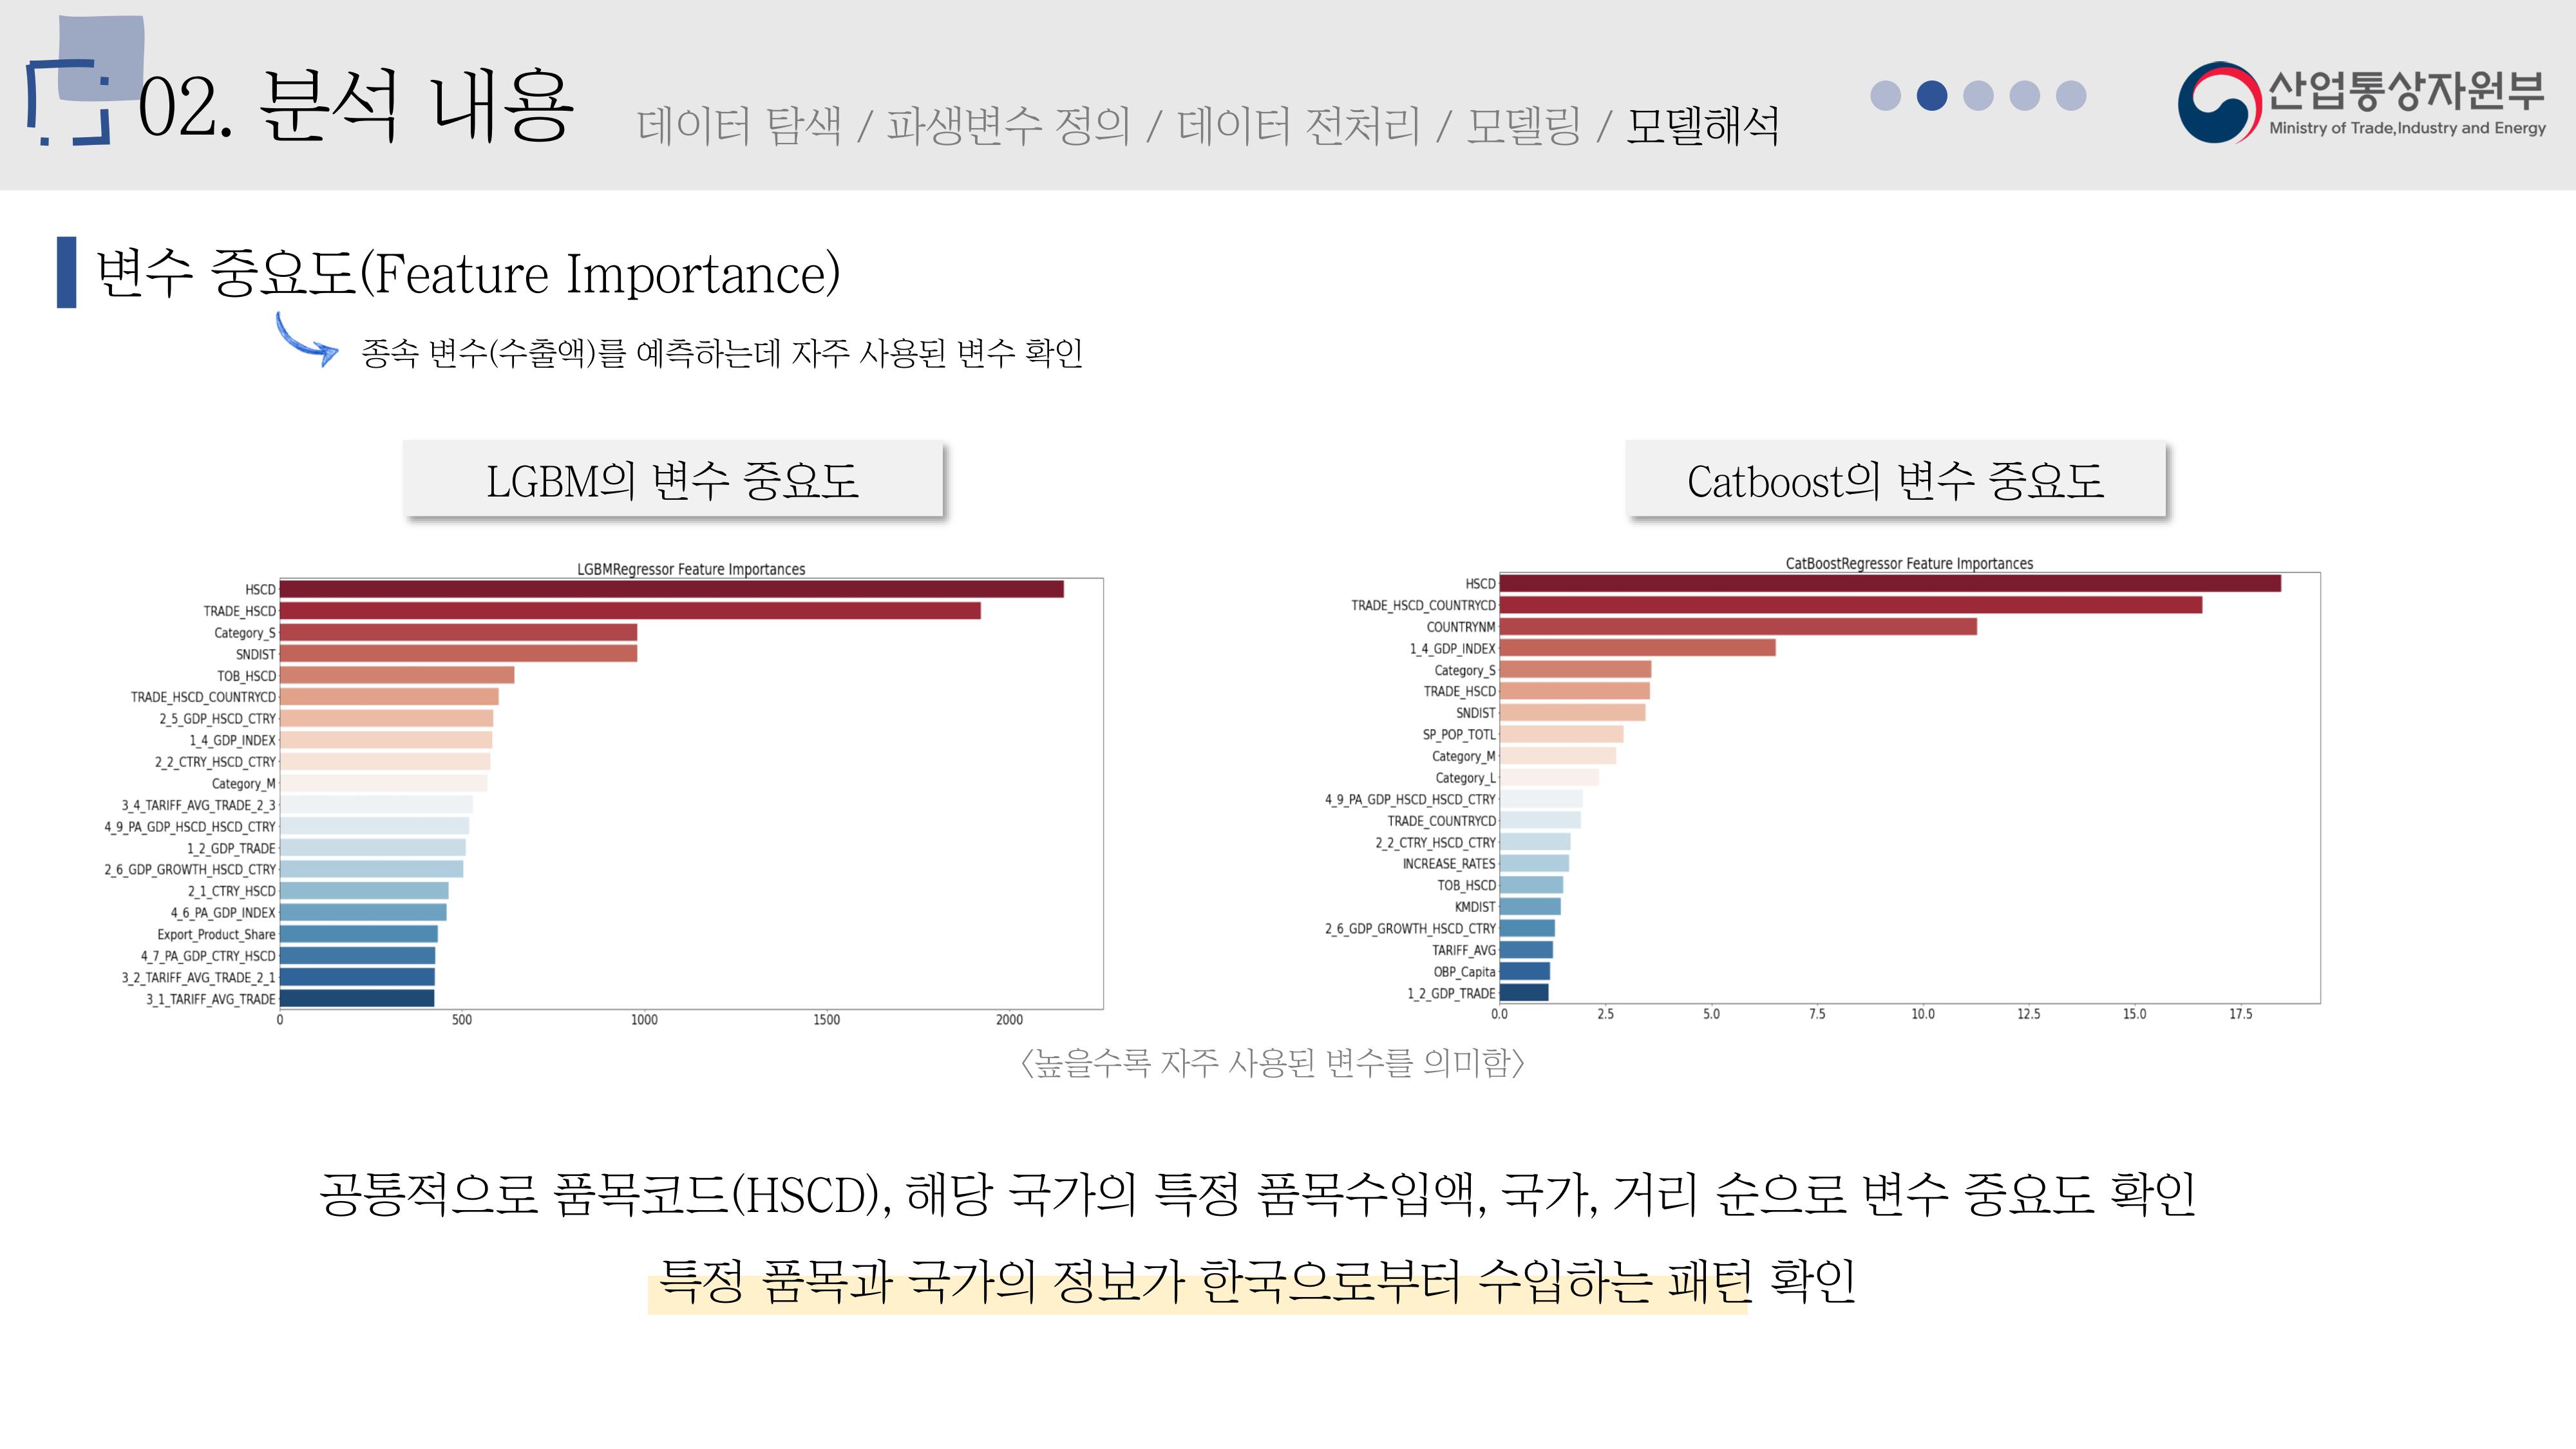 02. 분석 내용
데이터 탐색 / 파생변수 정의 / 데이터 전처리 / 모델링 / 모델해석
산업통상자원부
Ministry of Trade,Industry and Energy
변수 중요도(Feature Importance)
종속 변수(수출액)를 예측하는데 자주 사용된 변수 확인
LGBM의 변수 중요도
LGBMRegressor Feature Importances
HSCD
TRADE_HSCD
Category_S
SNDIST
TOB_HSCD
TRADE_HSCD_COUNTRYCD
2_5_GDP_HSCD_CTRY
1_4_GDP_INDEX
2_2_CTRY_HSCD_CTRY
Category_M
3_4_TARIFF_AVG_TRADE_2_3
4_9_PA_GDP_HSCD_HSCD_CTRY
1_2_GDP_TRADE
2_6_GDP_GROWTH_HSCD_CTRY
2_1_CTRY_HSCD
4_6_PA_GDP_INDEX
Export_Product_Share
4_7_PA_GDP_CTRY_HSCD
3_2_TARIFF_AVG_TRADE_2_1
3_1_TARIFF_AVG_TRADE
0 500 1000 1500 2000
Catboost의 변수 중요도
CatBoostRegressor Feature Importances
HSCD
TRADE_HSCD_COUNTRYCD
COUNTRYNM
1_4_GDP_INDEX
Category_S
TRADE_HSCD
SNDIST
SP_POP_TOTL
Category_M
Category_L
4_9_PA_GDP_HSCD_HSCD_CTRY
TRADE_COUNTRYCD
2_2_CTRY_HSCD_CTRY
INCREASE_RATES
TOB_HSCD
KMDIST
2_6_GDP_GROWTH_HSCD_CTRY
TARIFF_AVG
OBP_Capita
1_2_GDP_TRADE
0.0 2.5 5.0 7.5 10.0 12.5 15.0 17.5
<높을수록 자주 사용된 변수를 의미함>
공통적으로 품목코드(HSCD), 해당 국가의 특정 품목수입액, 국가, 거리 순으로 변수 중요도 확인
특정 품목과 국가의 정보가 한국으로부터 수입하는 패턴 확인